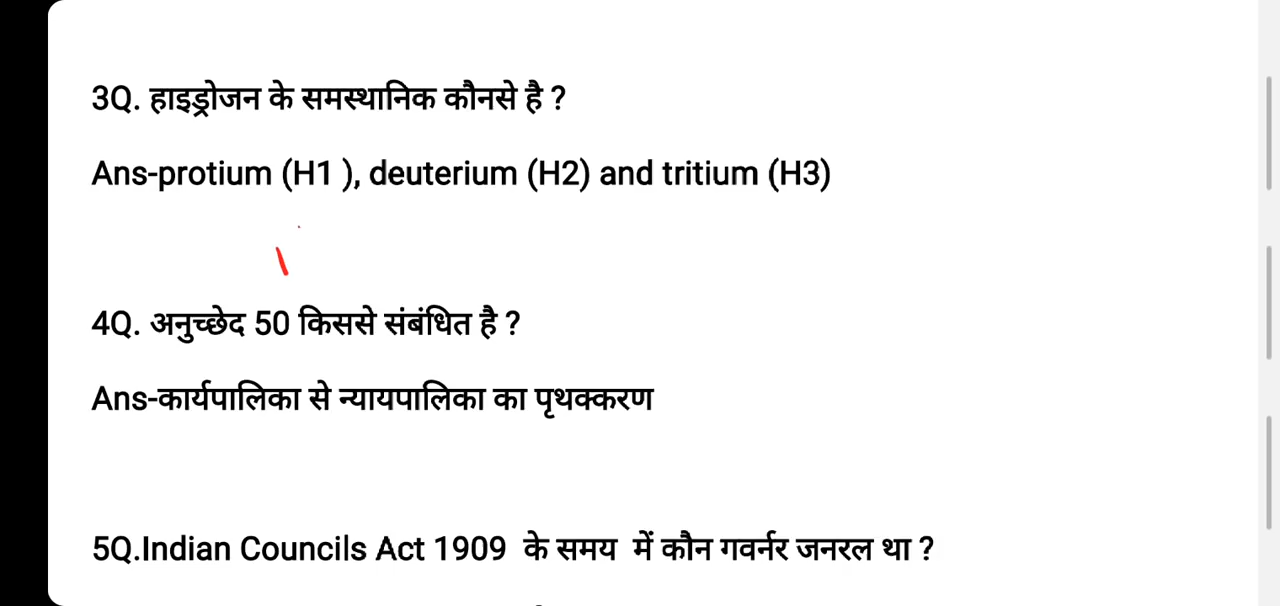 3Q. हाइड्रोजन के समस्थानिक कौनसे है ?
Ans-protium (H1 ), deuterium (H2) and tritium (H3)
4Q. अनुच्छेद 50 किससे संबंधित है ?
Ans-कार्यपालिका से न्यायपालिका का पृथक्करण
5Q.Indian Councils Act 1909 के समय में कौन गवर्नर जनरल था ?